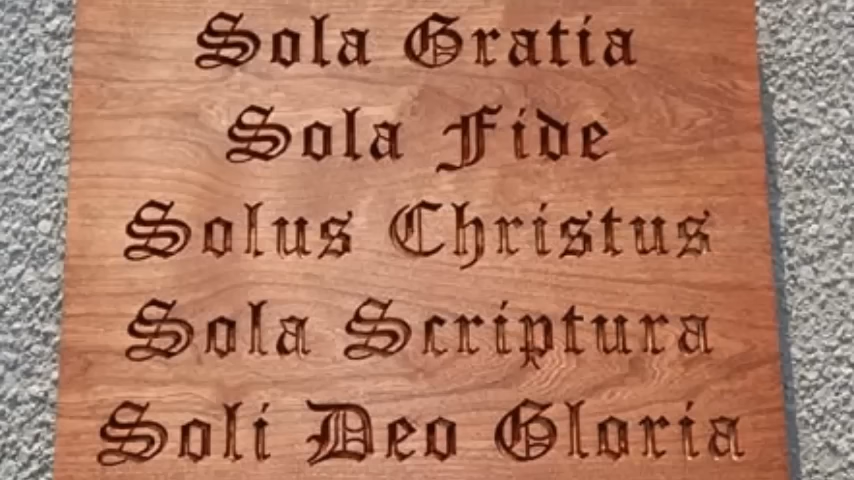 Sola Gratia
Sola Fide
Solus Christus
Sola Scriptura
Soli Deo Gloria